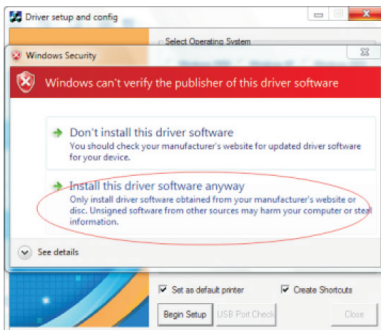 Driver setup and config
Select Operating System
Windows Security
Windows can't verify the publisher of this driver software
Don't install this driver software
You should check your manufacturer's website for updated driver software
for your device.
Install this driver software anyway
Only install driver software obtained from your manufacturer's website or
disc. Unsigned software from other sources may harm your computer or steal
information.
See details
Set as default printer
Create Shortcuts
Begin Setup
USB Port Check
Close